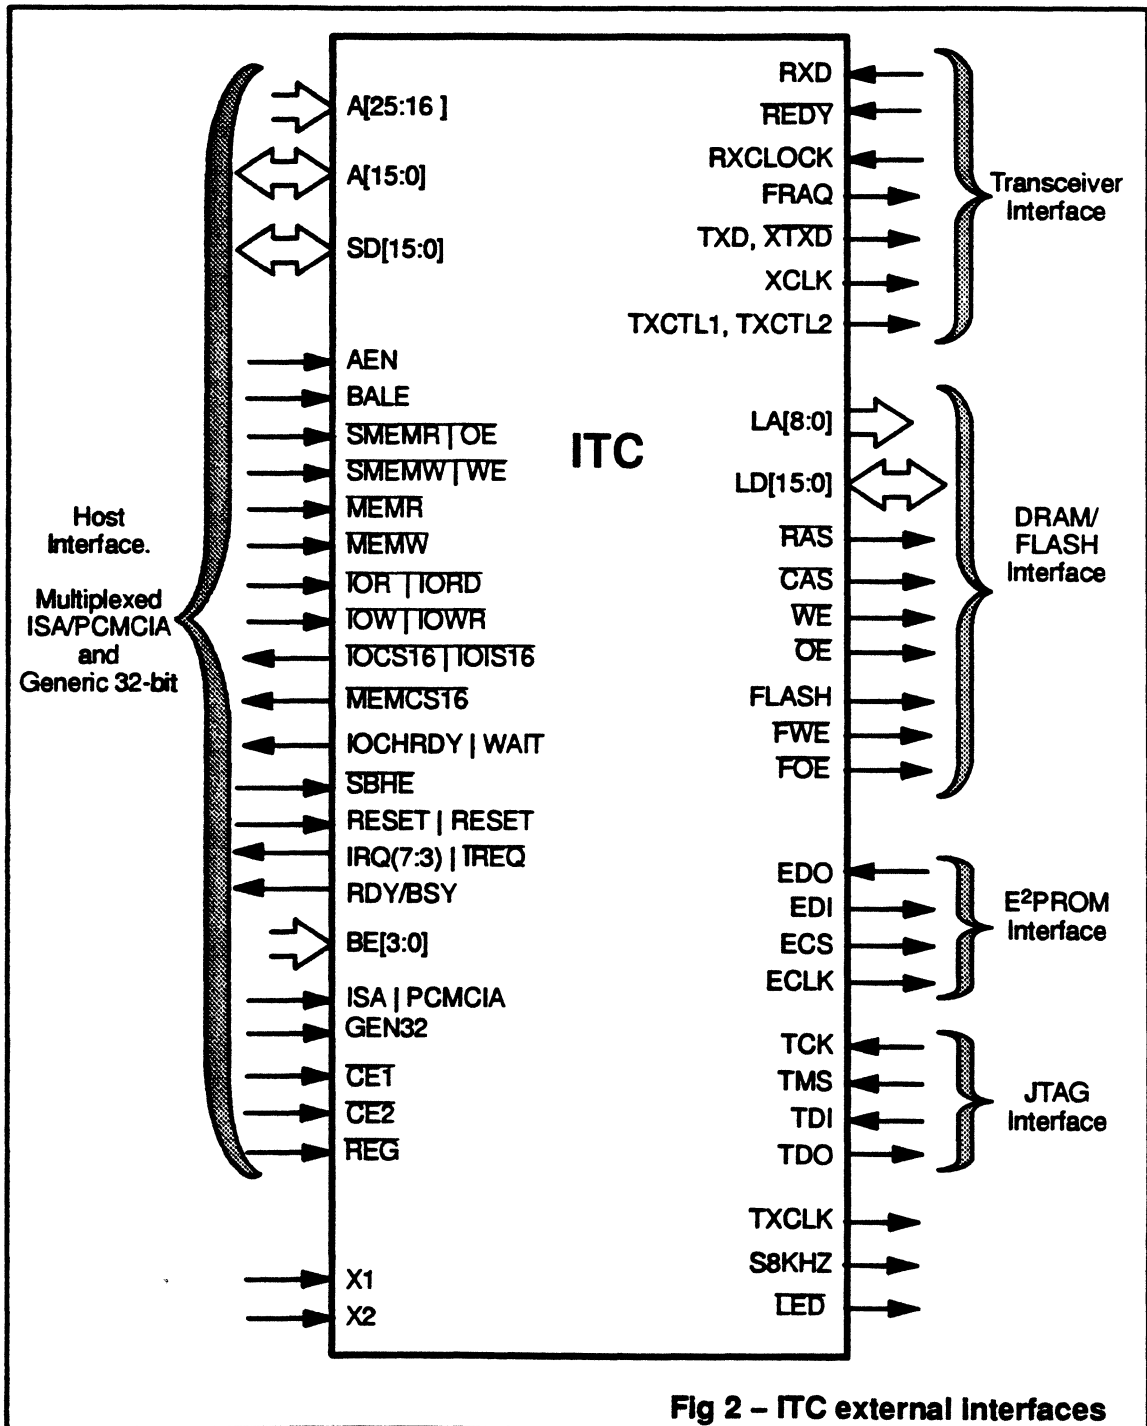 Host
Interface.
Multiplexed
ISA/PCMCIA
and
Generic 32-bit
A[25:16 ]
A[15:0]
SD[15:0]
AEN
BALE
SMEMR | OE
SMEMW | WE
MEMR
MEMW
IOR | IORD
IOW | IOWR
IOCS16 | IOIS16
MEMCS16
IOCHRDY | WAIT
SBHE
RESET | RESET
IRQ(7:3) | IREQ
RDY/BSY
BE[3:0]
ISA | PCMCIA
GEN32
CE1
CE2
REG
X1
X2
ITC
RXD
REDY
RXCLOCK
FRAQ
TXD, XTXD
XCLK
TXCTL1, TXCTL2
Transceiver
Interface
LA[8:0]
LD[15:0]
RAS
CAS
WE
OE
FLASH
FWE
FOE
DRAM/
FLASH
Interface
EDO
EDI
ECS
ECLK
E²PROM
Interface
TCK
TMS
TDI
TDO
JTAG
Interface
TXCLK
S8KHZ
LED
Fig 2 – ITC external interfaces